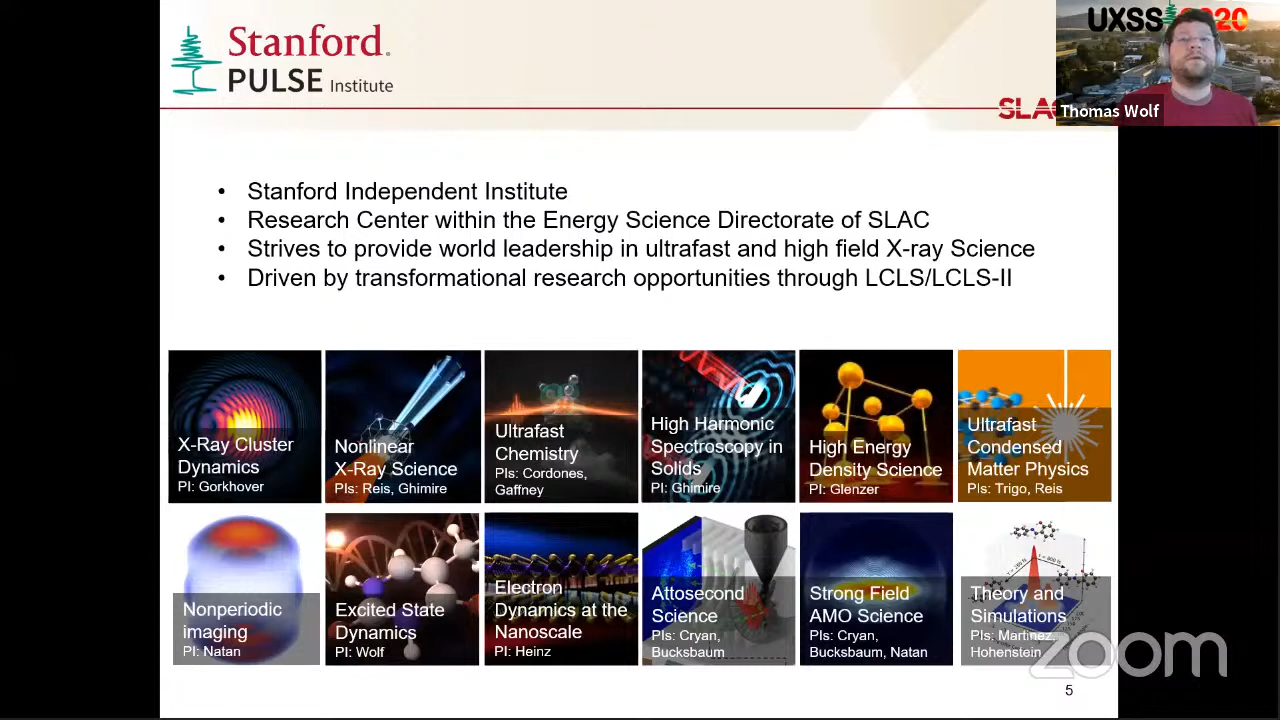 Stanford
PULSE Institute
UXSS 2020
SLAC
Thomas Wolf
• Stanford Independent Institute
• Research Center within the Energy Science Directorate of SLAC
• Strives to provide world leadership in ultrafast and high field X-ray Science
• Driven by transformational research opportunities through LCLS/LCLS-II
X-Ray Cluster
Dynamics
PI: Gorkhover
Nonlinear
X-Ray Science
PIs: Reis, Ghimire
Ultrafast
Chemistry
PIs: Cordones,
Gaffney
High Harmonic
Spectroscopy in
Solids
PI: Ghimire
High Energy
Density Science
PI: Glenzer
Ultrafast
Condensed
Matter Physics
PIs: Trigo, Reis
Nonperiodic
imaging
PI: Natan
Excited State
Dynamics
PI: Wolf
Electron
Dynamics at the
Nanoscale
PI: Heinz
Attosecond
Science
PIs: Cryan,
Bucksbaum
Strong Field
AMO Science
PIs: Cryan,
Bucksbaum, Natan
Theory and
Simulations
PIs: Martinez,
Hohenstein
zoom
5